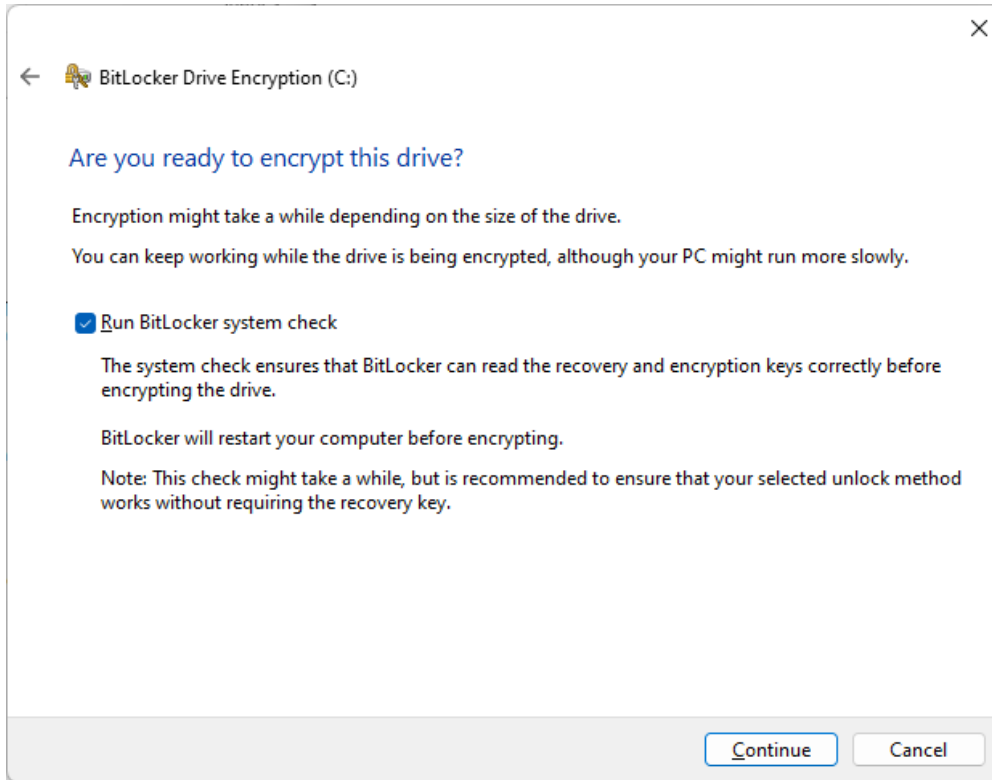 BitLocker Drive Encryption (C:)
Are you ready to encrypt this drive?
Encryption might take a while depending on the size of the drive.
You can keep working while the drive is being encrypted, although your PC might run more slowly.
Run BitLocker system check
The system check ensures that BitLocker can read the recovery and encryption keys correctly before
encrypting the drive.
BitLocker will restart your computer before encrypting.
Note: This check might take a while, but is recommended to ensure that your selected unlock method
works without requiring the recovery key.
Continue
Cancel